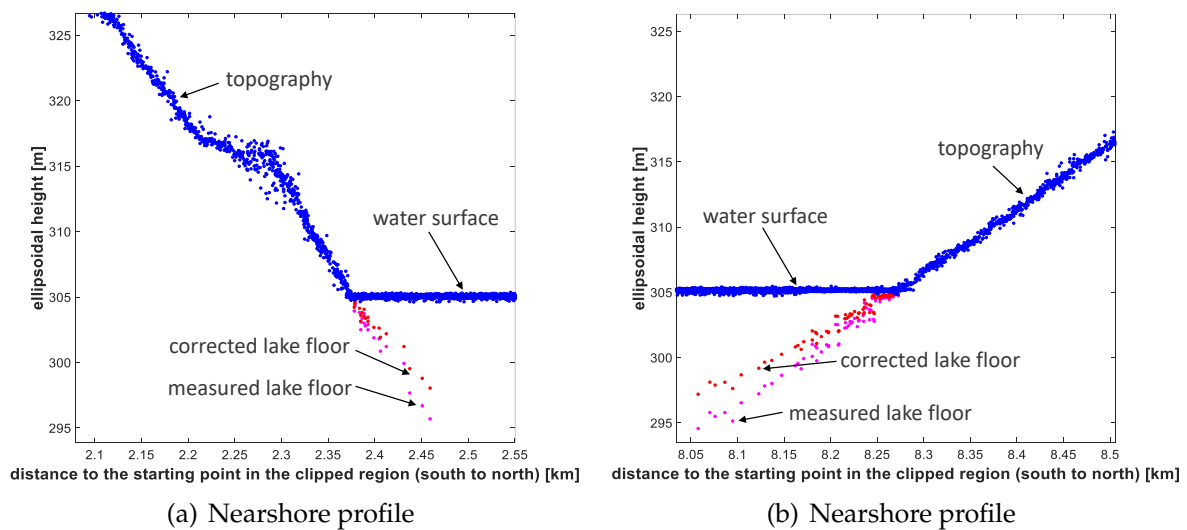 325
320
315
310
305
300
295
ellipsoidal height [m]
topography
water surface
corrected lake floor
measured lake floor
2.1 2.15 2.2 2.25 2.3 2.35 2.4 2.45 2.5 2.55
distance to the starting point in the clipped region (south to north) [km]
(a) Nearshore profile
325
320
315
310
305
300
295
ellipsoidal height [m]
topography
water surface
corrected lake floor
measured lake floor
8.05 8.1 8.15 8.2 8.25 8.3 8.35 8.4 8.45 8.5
distance to the starting point in the clipped region (south to north) [km]
(b) Nearshore profile